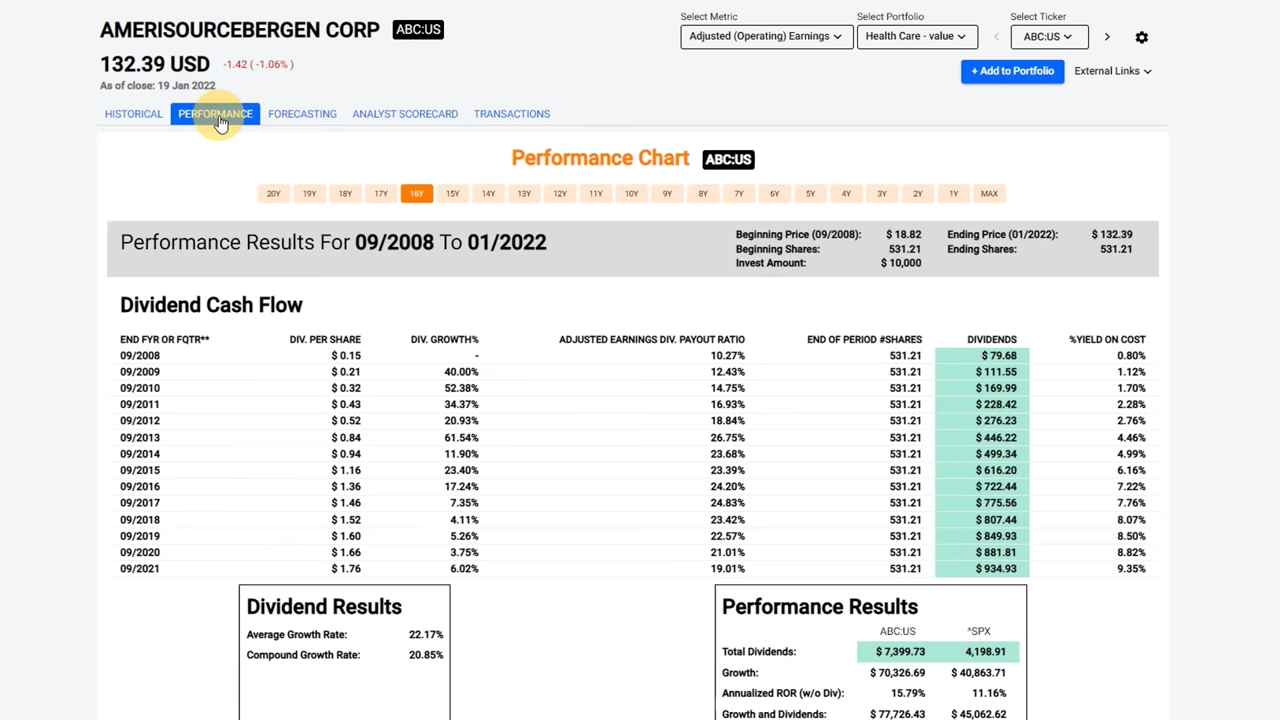 AMERISOURCEBERGEN CORP ABC:US
132.39 USD -1.42 ( -1.06% )
As of close: 19 Jan 2022
Select Metric Select Portfolio Select Ticker
Adjusted (Operating) Earnings Health Care - value ABC:US
+ Add to Portfolio External Links
HISTORICAL PERFORMANCE FORECASTING ANALYST SCORECARD TRANSACTIONS
Performance Chart ABC:US
20Y 19Y 18Y 17Y 16Y 15Y 14Y 13Y 12Y 11Y 10Y 9Y 8Y 7Y 6Y 5Y 4Y 3Y 2Y 1Y MAX
Performance Results For 09/2008 To 01/2022
Beginning Price (09/2008): $ 18.82 Ending Price (01/2022): $ 132.39
Beginning Shares: 531.21 Ending Shares: 531.21
Invest Amount: $ 10,000
Dividend Cash Flow
END FYR OR FQTR** DIV. PER SHARE DIV. GROWTH% ADJUSTED EARNINGS DIV. PAYOUT RATIO END OF PERIOD #SHARES DIVIDENDS %YIELD ON COST
09/2008 $ 0.15 - 10.27% 531.21 $ 79.68 0.80%
09/2009 $ 0.21 40.00% 12.43% 531.21 $ 111.55 1.12%
09/2010 $ 0.32 52.38% 14.75% 531.21 $ 169.99 1.70%
09/2011 $ 0.43 34.37% 16.93% 531.21 $ 228.42 2.28%
09/2012 $ 0.52 20.93% 18.84% 531.21 $ 276.23 2.76%
09/2013 $ 0.84 61.54% 26.75% 531.21 $ 446.22 4.46%
09/2014 $ 0.94 11.90% 23.68% 531.21 $ 499.34 4.99%
09/2015 $ 1.16 23.40% 23.39% 531.21 $ 616.20 6.16%
09/2016 $ 1.36 17.24% 24.20% 531.21 $ 722.44 7.22%
09/2017 $ 1.46 7.35% 24.83% 531.21 $ 775.56 7.76%
09/2018 $ 1.52 4.11% 23.42% 531.21 $ 807.44 8.07%
09/2019 $ 1.60 5.26% 22.57% 531.21 $ 849.93 8.50%
09/2020 $ 1.66 3.75% 21.01% 531.21 $ 881.81 8.82%
09/2021 $ 1.76 6.02% 19.01% 531.21 $ 934.93 9.35%
Dividend Results
Average Growth Rate: 22.17%
Compound Growth Rate: 20.85%
Performance Results
ABC:US ^SPX
Total Dividends: $ 7,399.73 4,198.91
Growth: $ 70,326.69 $ 40,863.71
Annualized ROR (w/o Div): 15.79% 11.16%
Growth and Dividends: $ 77,726.43 $ 45,062.62